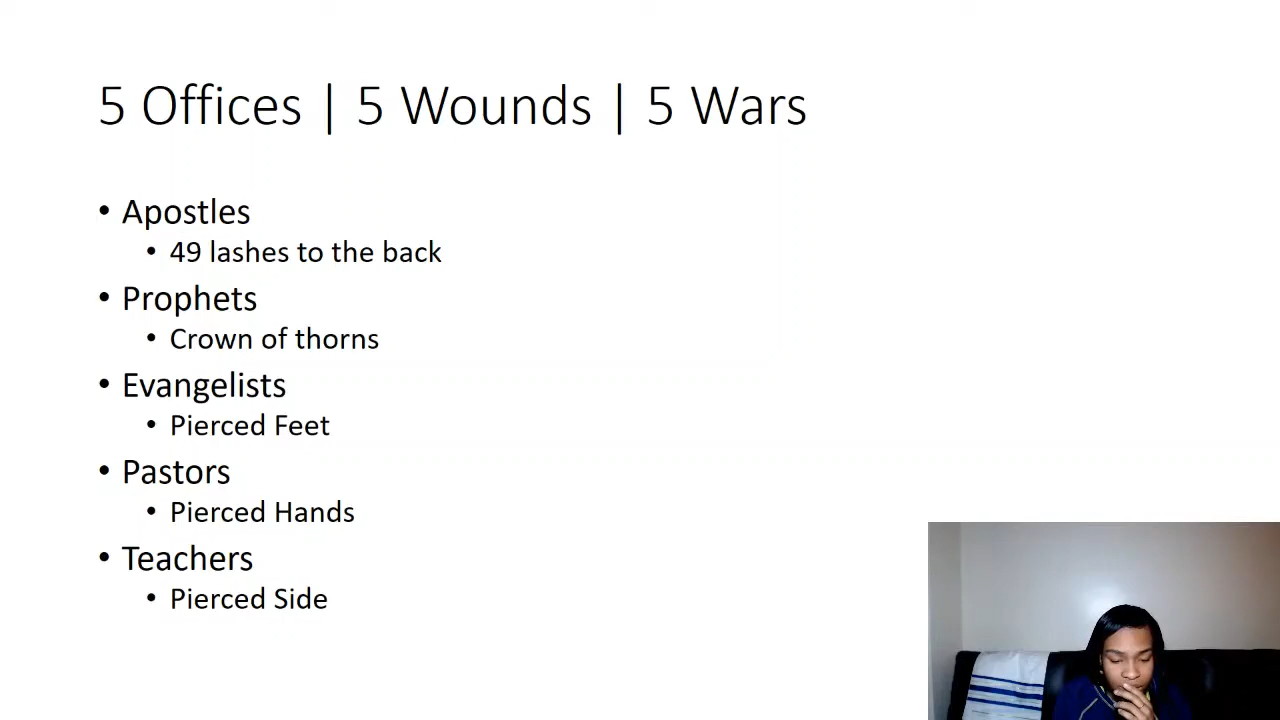 5 Offices | 5 Wounds | 5 Wars
• Apostles
• 49 lashes to the back
• Prophets
• Crown of thorns
• Evangelists
• Pierced Feet
• Pastors
• Pierced Hands
• Teachers
• Pierced Side